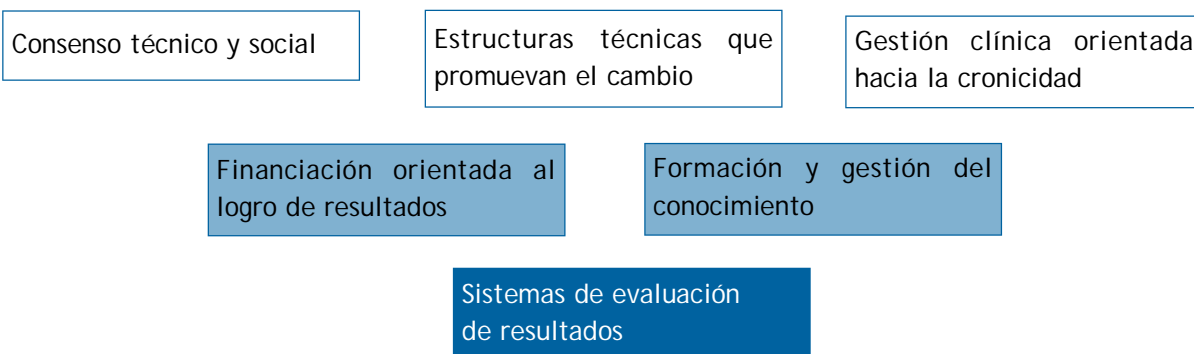 Consenso técnico y social
Estructuras técnicas que
promuevan el cambio
Gestión clínica orientada
hacia la cronicidad
Financiación orientada al
logro de resultados
Formación y gestión del
conocimiento
Sistemas de evaluación
de resultados